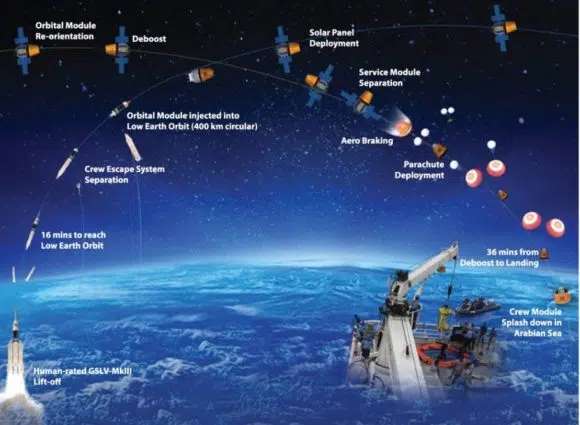 Orbital Module
Re-orientation
Deboost
Solar Panel
Deployment
Service Module
Separation
Orbital Module injected into
Low Earth Orbit (400 km circular)
Aero Braking
Crew Escape System
Separation
Parachute
Deployment
16 mins to reach
Low Earth Orbit
36 mins from
Deboost to Landing
Crew Module
Splash down in
Arabian Sea
Human-rated GSLV-MkIII
Lift-off